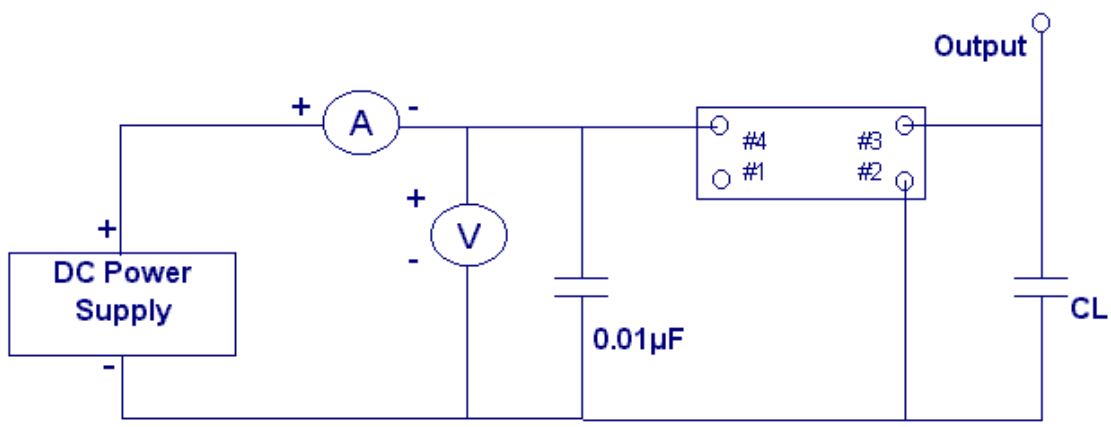 Output
+
A
-
#4
#3
#1
#2
+
V
-
+
DC Power
Supply
-
0.01µF
CL